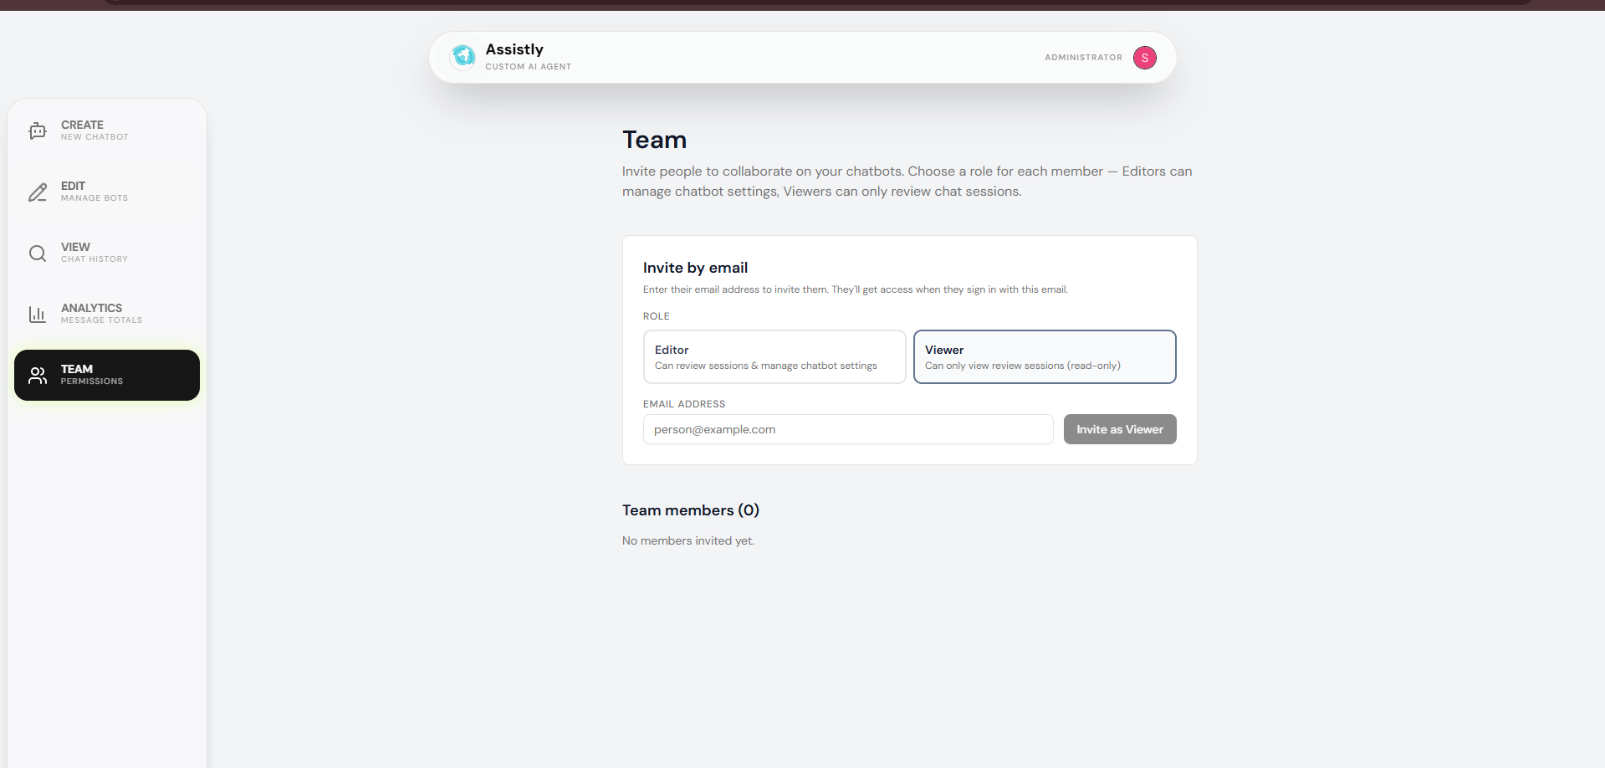 Assistly
CUSTOM AI AGENT
ADMINISTRATOR
S
CREATE
NEW CHATBOT
EDIT
MANAGE BOTS
VIEW
CHAT HISTORY
ANALYTICS
MESSAGE TOTALS
TEAM
PERMISSIONS
Team
Invite people to collaborate on your chatbots. Choose a role for each member — Editors can
manage chatbot settings, Viewers can only review chat sessions.
Invite by email
Enter their email address to invite them. They'll get access when they sign in with this email.
ROLE
Editor
Can review sessions & manage chatbot settings
Viewer
Can only view review sessions (read-only)
EMAIL ADDRESS
person@example.com
Invite as Viewer
Team members (0)
No members invited yet.